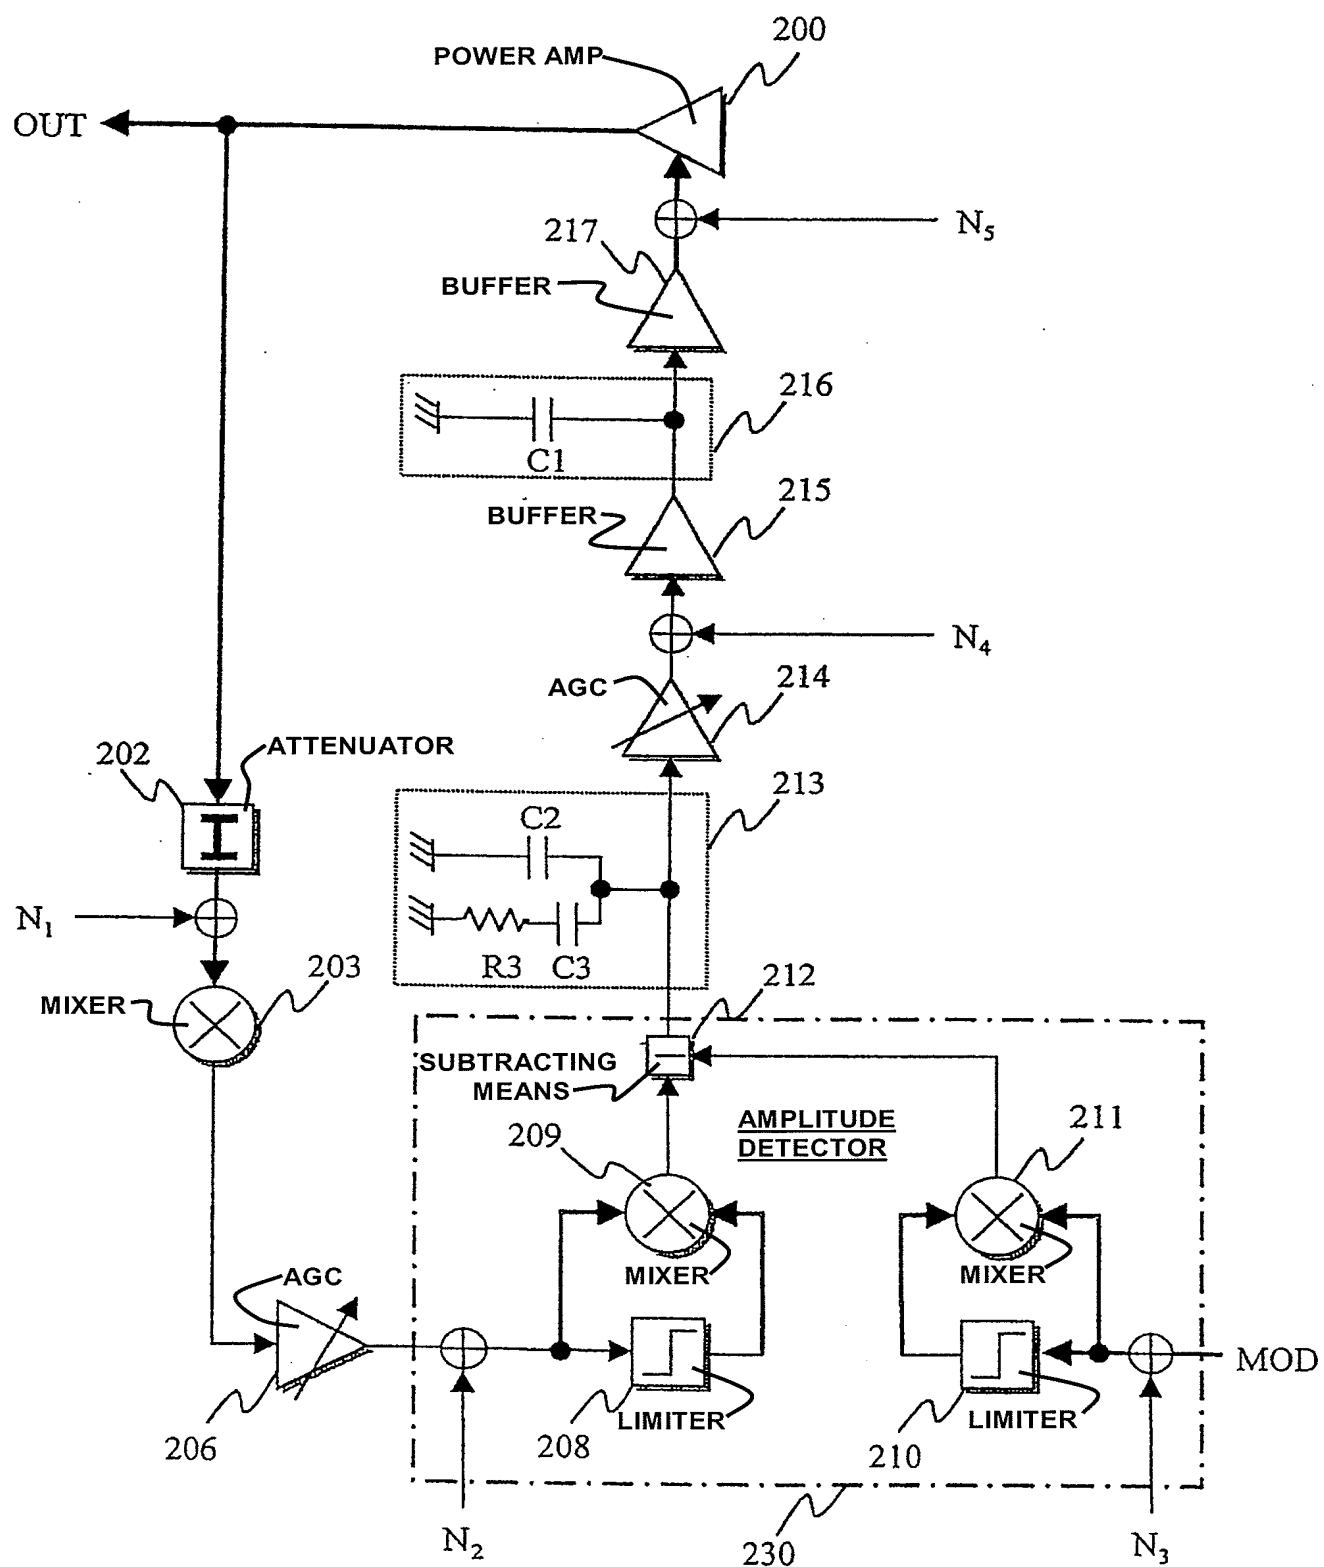 200
POWER AMP
OUT
N5
217
BUFFER
216
C1
215
BUFFER
N4
AGC
214
202
ATTENUATOR
213
C2
N1
R3 C3
203
212
MIXER
SUBTRACTING
MEANS
AMPLITUDE
DETECTOR
209
211
MIXER
MIXER
AGC
MOD
LIMITER
LIMITER
206
208
210
N2
230
N3